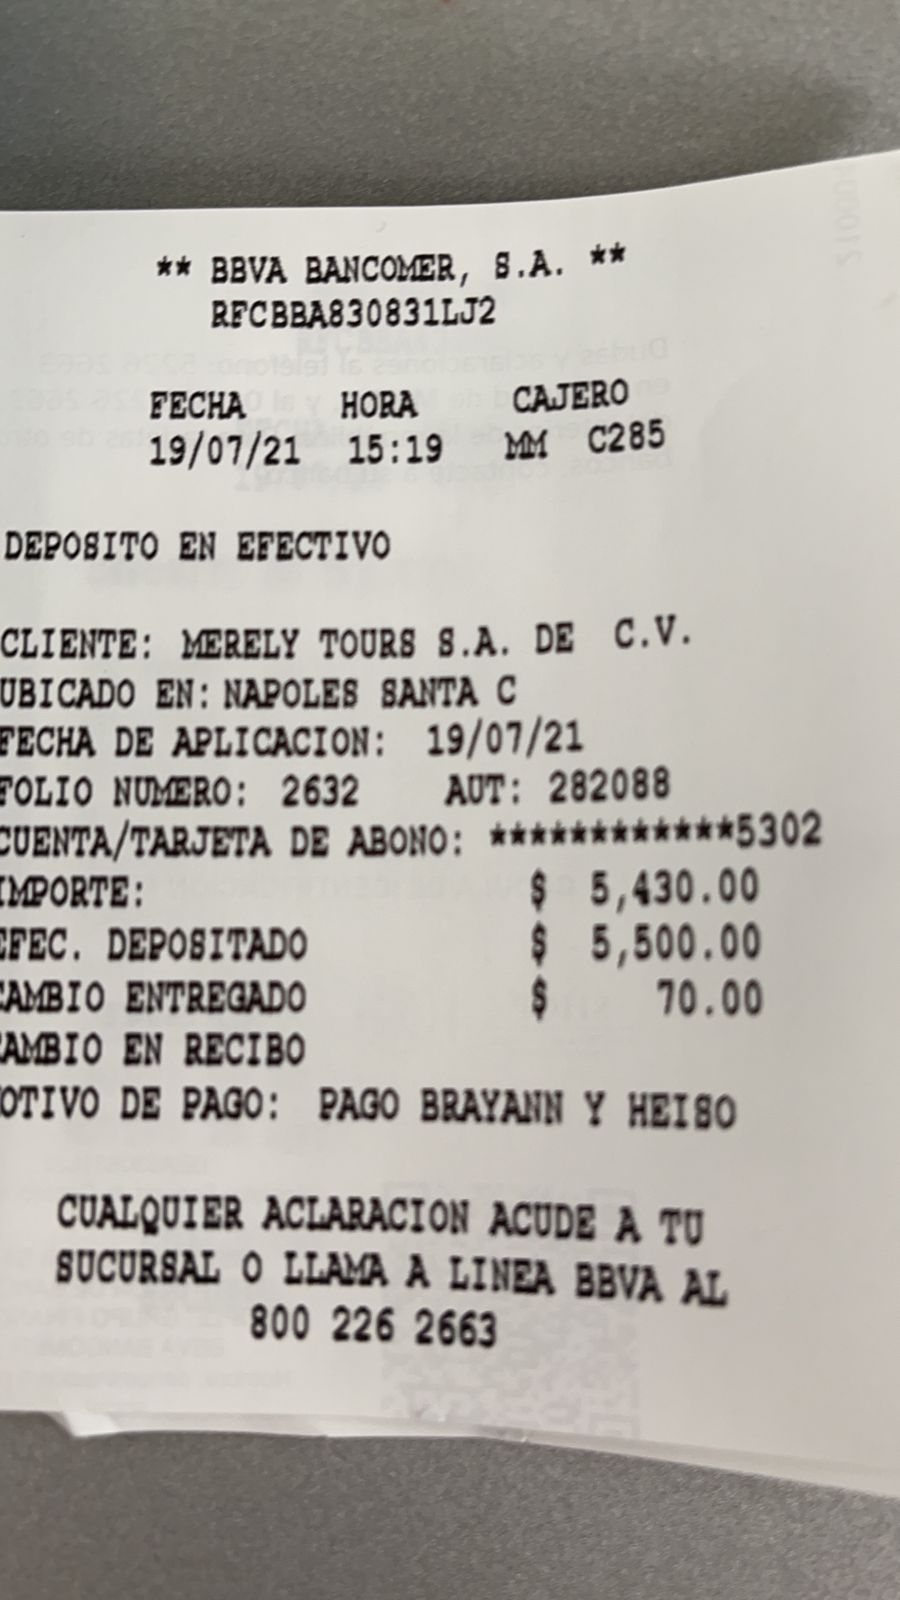 ** BBVA BANCOMER, S.A. **
RFCBBA830831LJ2
FECHA HORA CAJERO
19/07/21 15:19 MM C285
DEPOSITO EN EFECTIVO
CLIENTE: MERELY TOURS S.A. DE C.V.
UBICADO EN: NAPOLES SANTA C
FECHA DE APLICACION: 19/07/21
FOLIO NUMERO: 2632 AUT: 282088
CUENTA/TARJETA DE ABONO: ************5302
IMPORTE: $ 5,430.00
EFEC. DEPOSITADO $ 5,500.00
CAMBIO ENTREGADO $ 70.00
CAMBIO EN RECIBO
OTIVO DE PAGO: PAGO BRAYANN Y HEISO
CUALQUIER ACLARACION ACUDE A TU
SUCURSAL O LLAMA A LINEA BBVA AL
800 226 2663